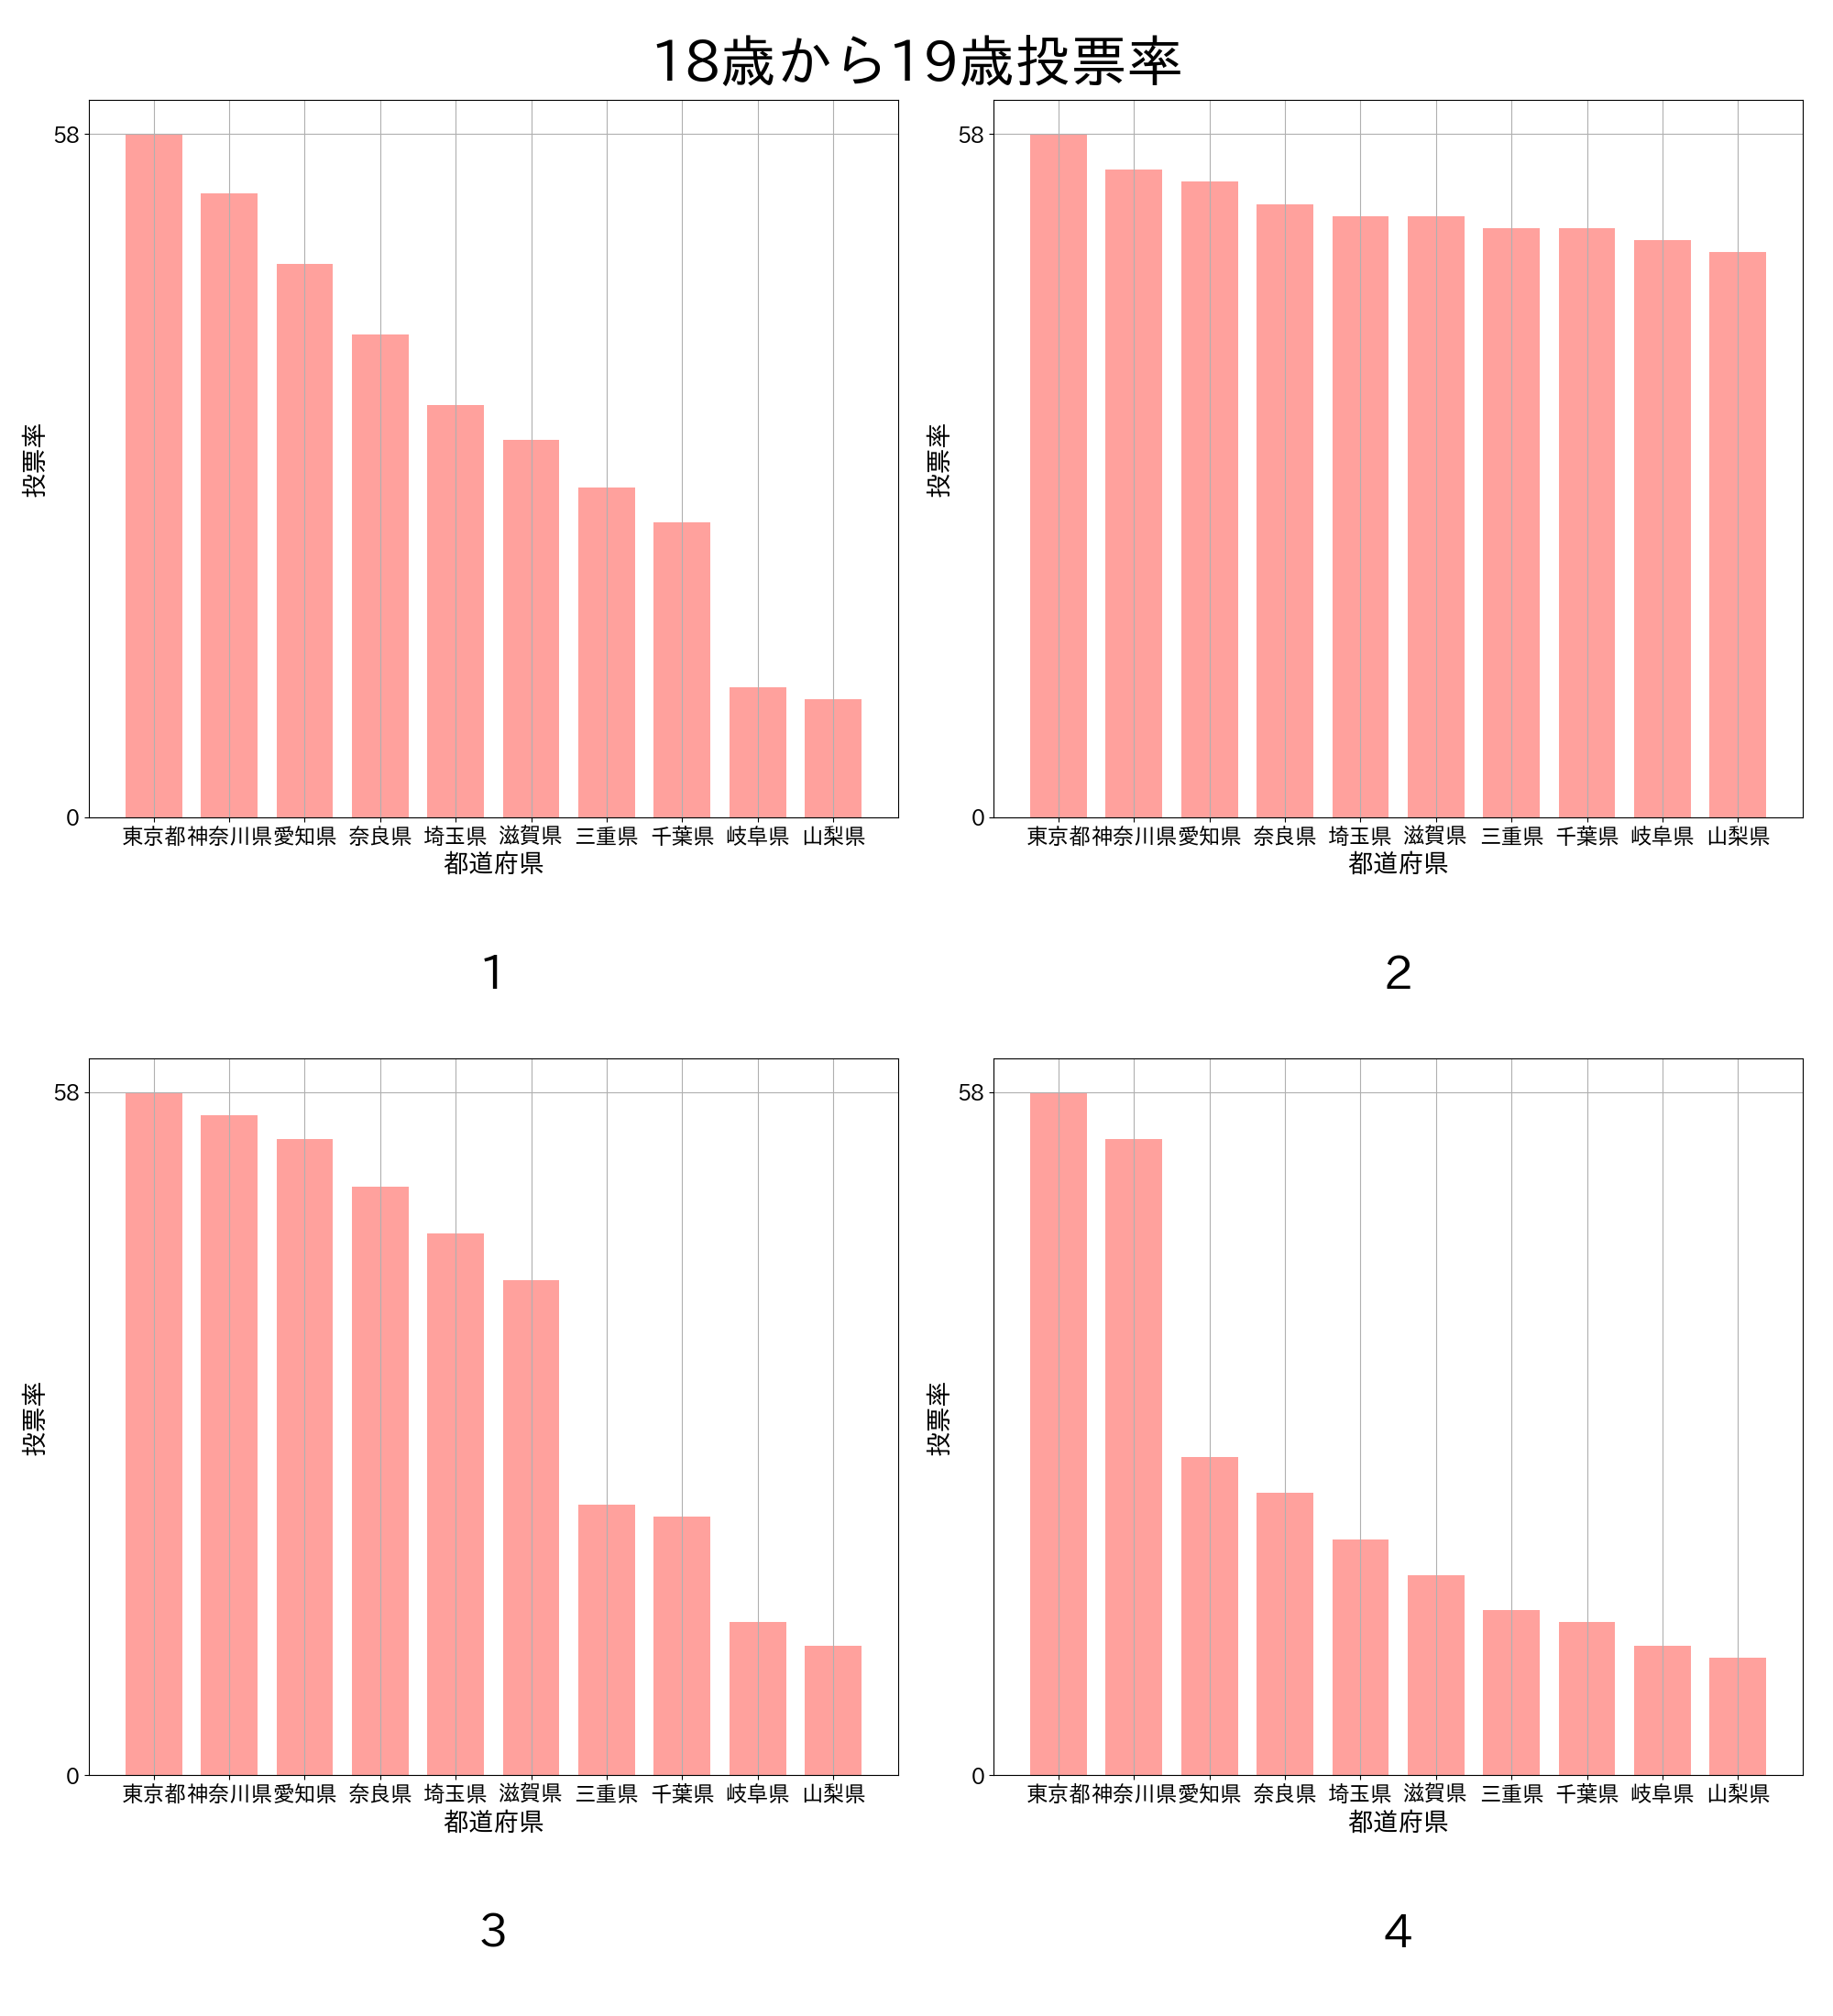 18歳から19歳投票率
58
0
投票率
東京都 神奈川県 愛知県 奈良県 埼玉県 滋賀県 三重県 千葉県 岐阜県 山梨県
都道府県
1
58
0
投票率
東京都 神奈川県 愛知県 奈良県 埼玉県 滋賀県 三重県 千葉県 岐阜県 山梨県
都道府県
2
58
0
投票率
東京都 神奈川県 愛知県 奈良県 埼玉県 滋賀県 三重県 千葉県 岐阜県 山梨県
都道府県
3
58
0
投票率
東京都 神奈川県 愛知県 奈良県 埼玉県 滋賀県 三重県 千葉県 岐阜県 山梨県
都道府県
4